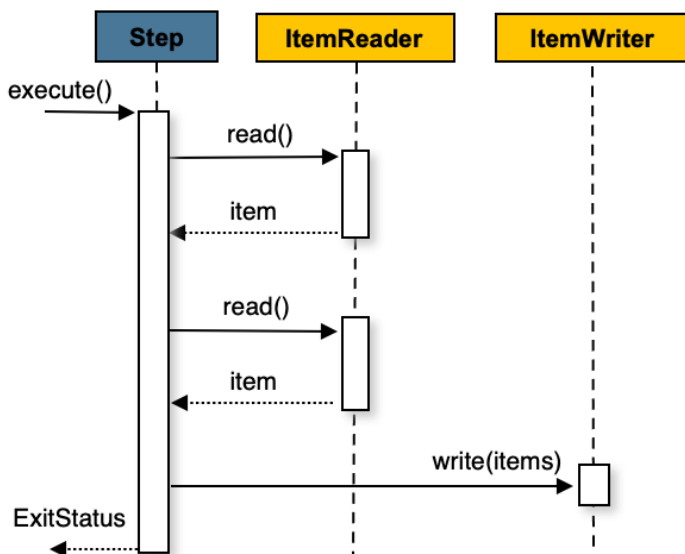 Step
ItemReader
ItemWriter
execute()
read()
item
read()
item
write(items)
ExitStatus